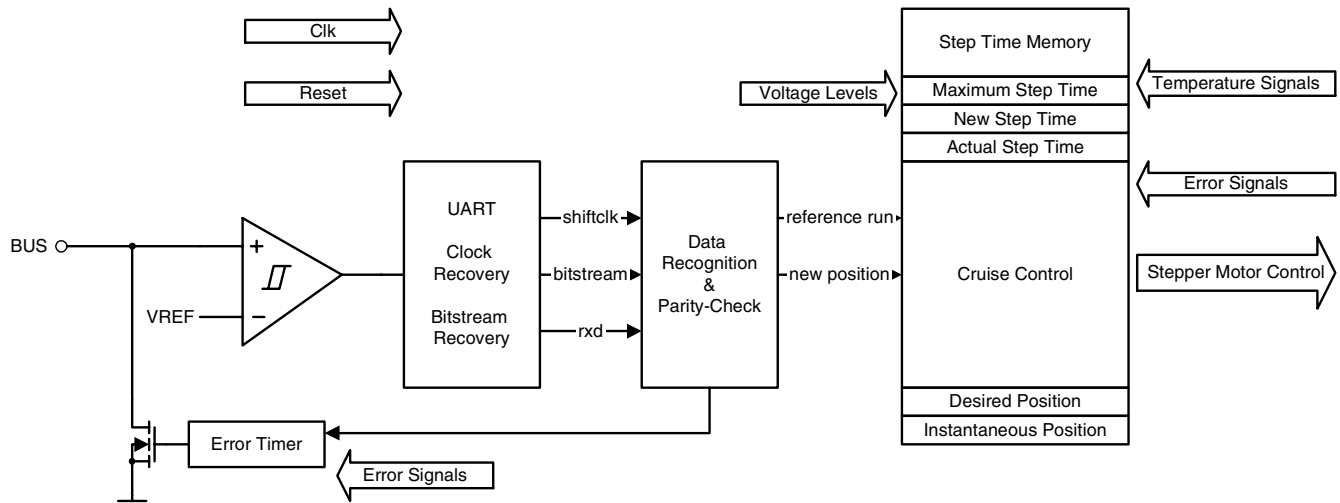 Clk
Reset
Voltage Levels
Step Time Memory
Maximum Step Time
New Step Time
Actual Step Time
Temperature Signals
Error Signals
BUS
+
VREF
−
UART
Clock
Recovery
Bitstream
Recovery
shiftclk
bitstream
rxd
Data
Recognition
&
Parity-Check
reference run
new position
Cruise Control
Stepper Motor Control
Desired Position
Instantaneous Position
Error Timer
Error Signals